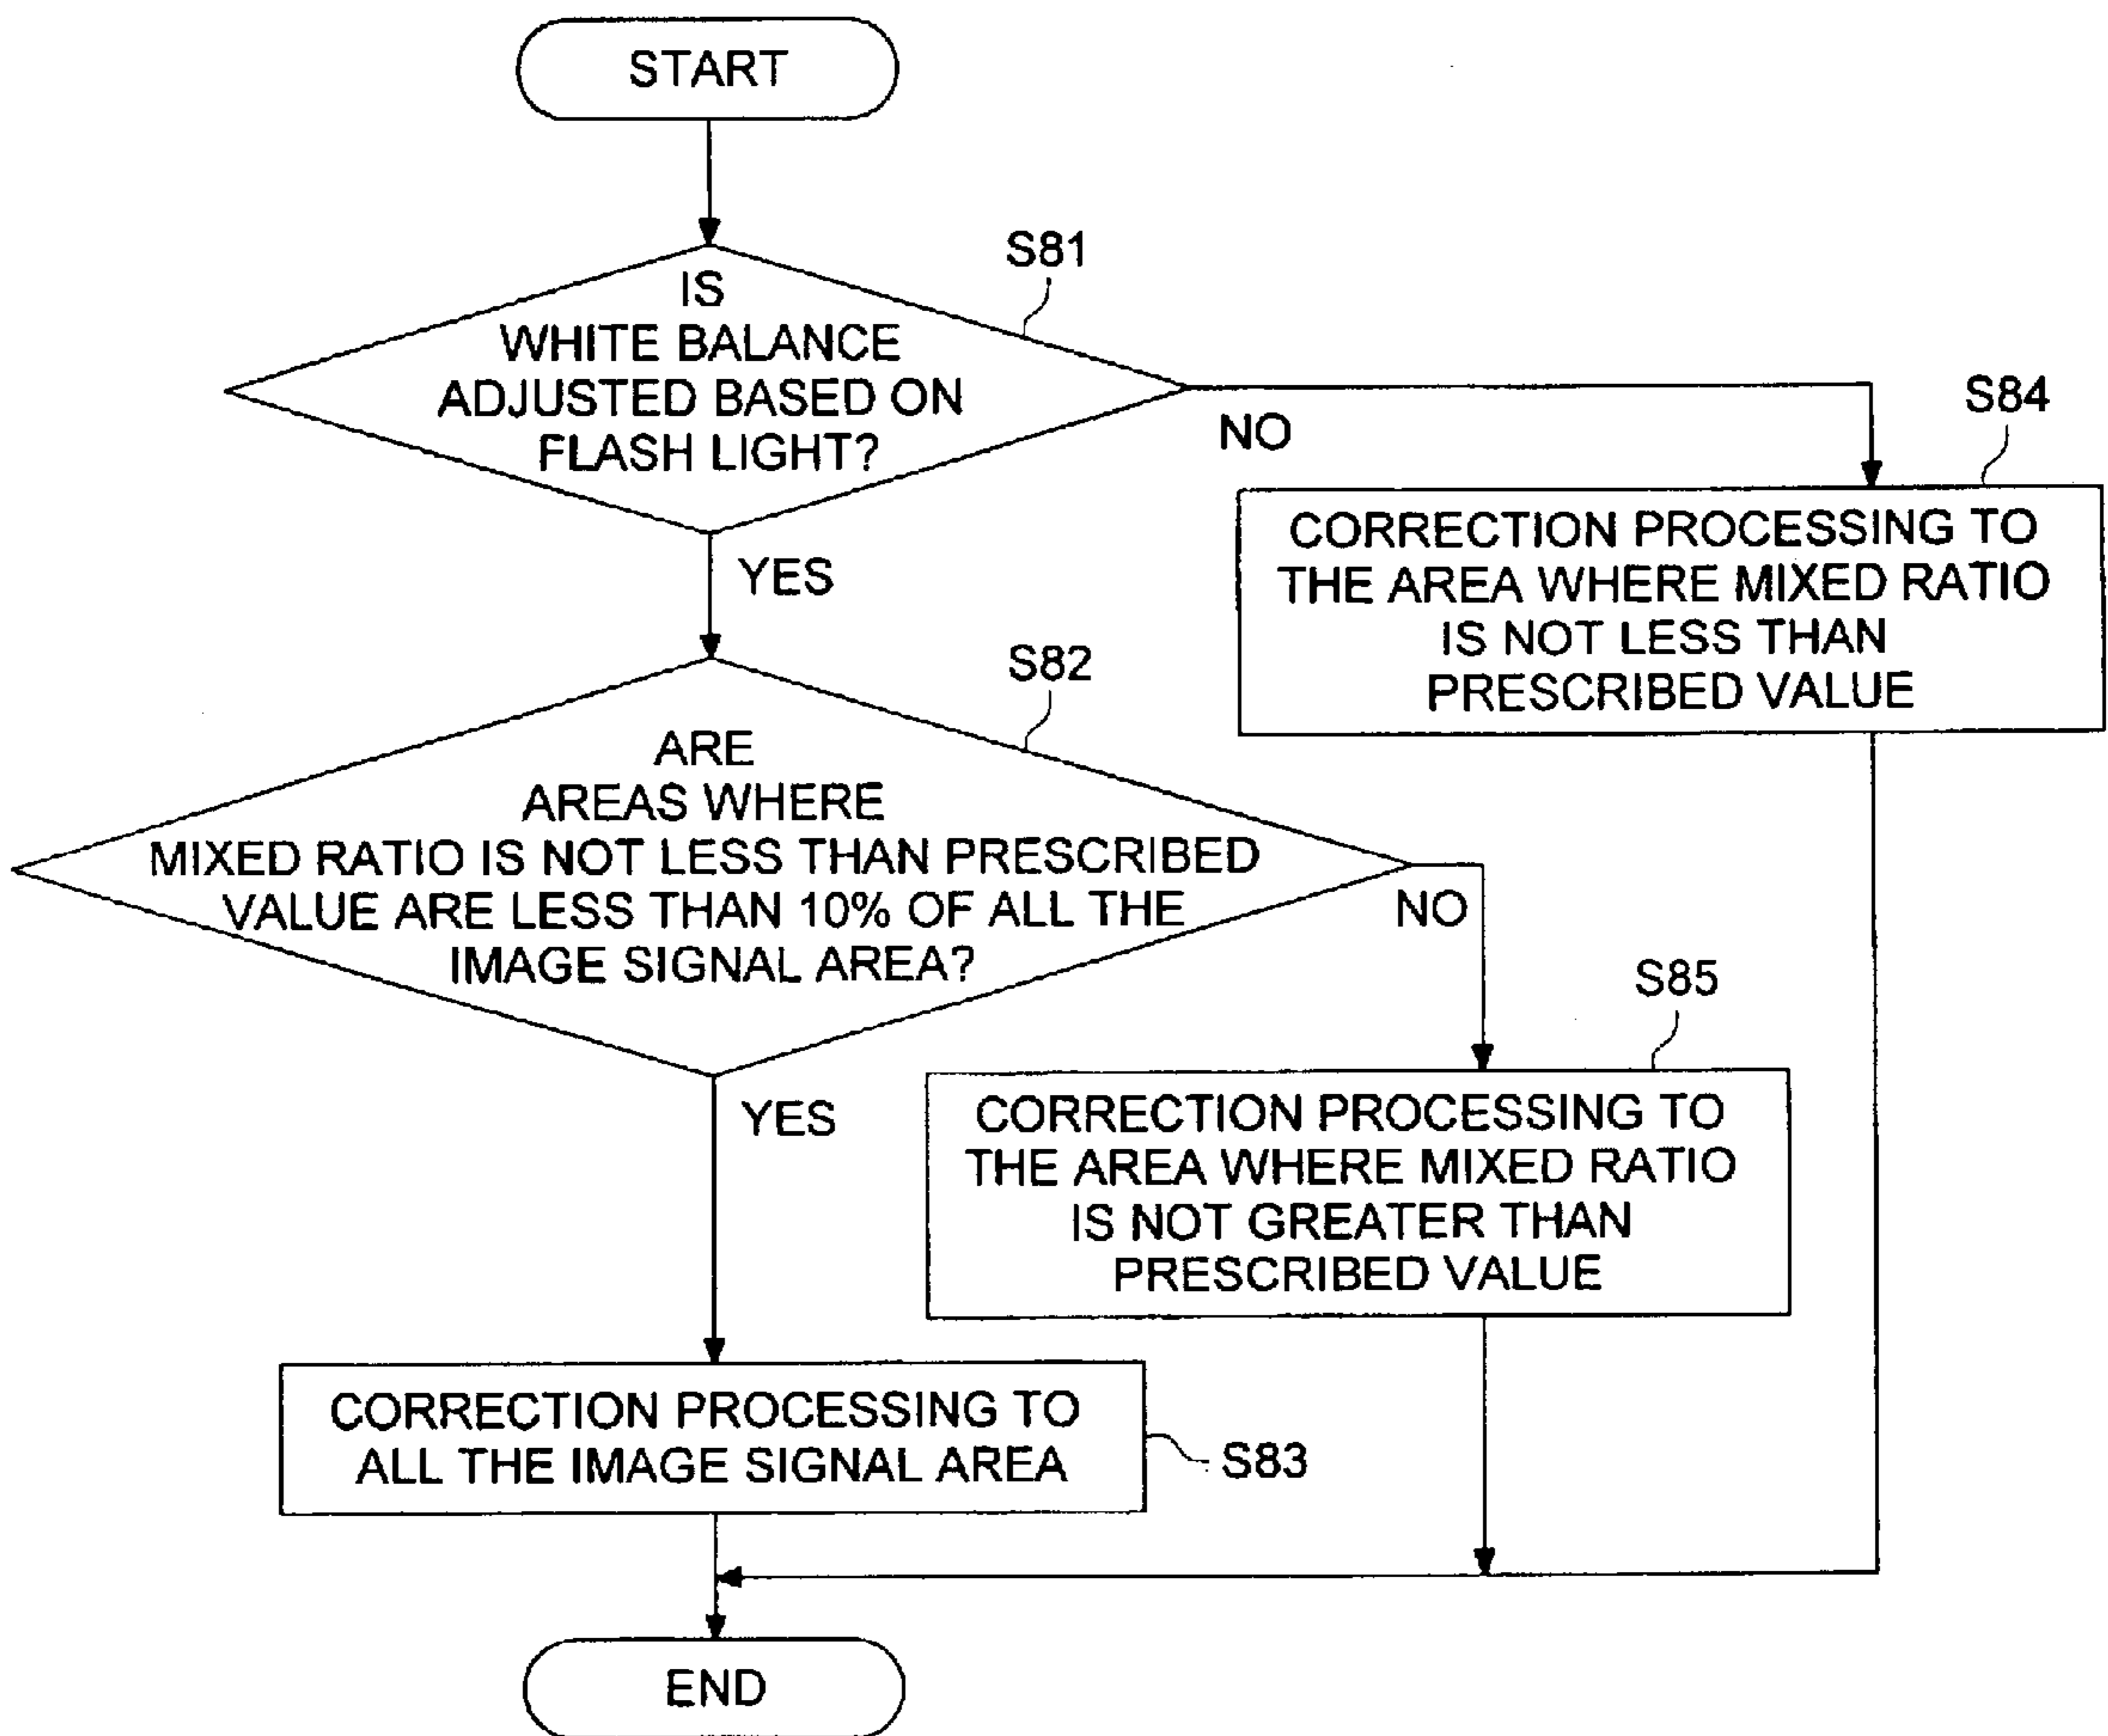 START
S81
IS
WHITE BALANCE
ADJUSTED BASED ON
FLASH LIGHT?
NO
YES
S84
CORRECTION PROCESSING TO
THE AREA WHERE MIXED RATIO
IS NOT LESS THAN
PRESCRIBED VALUE
S82
ARE
AREAS WHERE
MIXED RATIO IS NOT LESS THAN PRESCRIBED
VALUE ARE LESS THAN 10% OF ALL THE
IMAGE SIGNAL AREA?
NO
YES
S85
CORRECTION PROCESSING TO
THE AREA WHERE MIXED RATIO
IS NOT GREATER THAN
PRESCRIBED VALUE
CORRECTION PROCESSING TO
ALL THE IMAGE SIGNAL AREA
S83
END